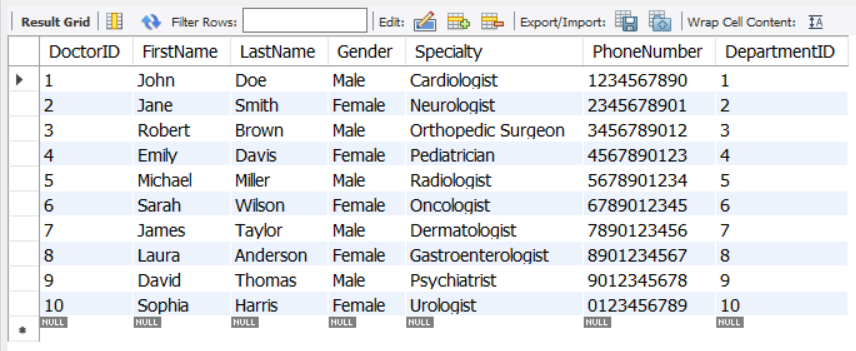 Result Grid Filter Rows: Edit: Export/Import: Wrap Cell Content: IA
DoctorID FirstName LastName Gender Specialty PhoneNumber DepartmentID
1 John Doe Male Cardiologist 1234567890 1
2 Jane Smith Female Neurologist 2345678901 2
3 Robert Brown Male Orthopedic Surgeon 3456789012 3
4 Emily Davis Female Pediatrician 4567890123 4
5 Michael Miller Male Radiologist 5678901234 5
6 Sarah Wilson Female Oncologist 6789012345 6
7 James Taylor Male Dermatologist 7890123456 7
8 Laura Anderson Female Gastroenterologist 8901234567 8
9 David Thomas Male Psychiatrist 9012345678 9
10 Sophia Harris Female Urologist 0123456789 10
NULL NULL NULL NULL NULL NULL NULL